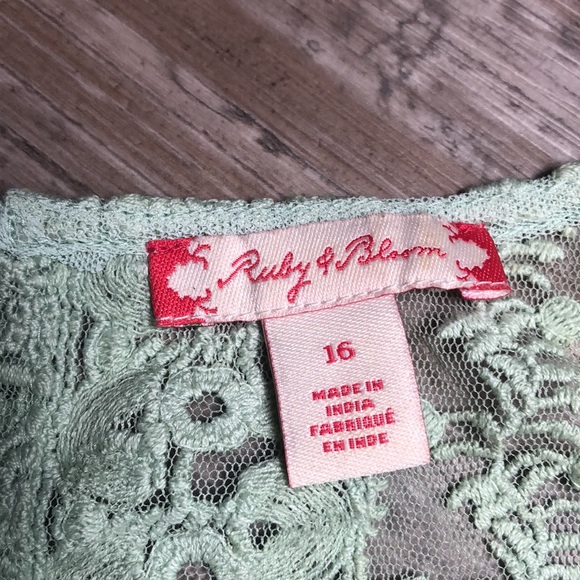 Ruby & Bloom
16
MADE IN
INDIA
FABRIQUÉ
EN INDE